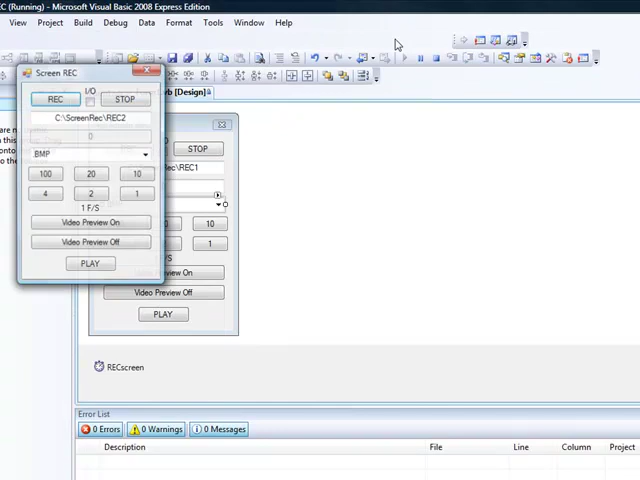 EC (Running) - Microsoft Visual Basic 2008 Express Edition
View Project Build Debug Data Format Tools Window Help
Screen REC
REC I/O STOP
C:\ScreenRec\REC2
0
BMP
100 20 10
4 2 1
1 F/S
Video Preview On
Video Preview Off
PLAY
[Design]
STOP
\REC1
10
1
/S
Preview On
Video Preview Off
PLAY
RECscreen
Error List
0 Errors 0 Warnings 0 Messages
Description File Line Column Project